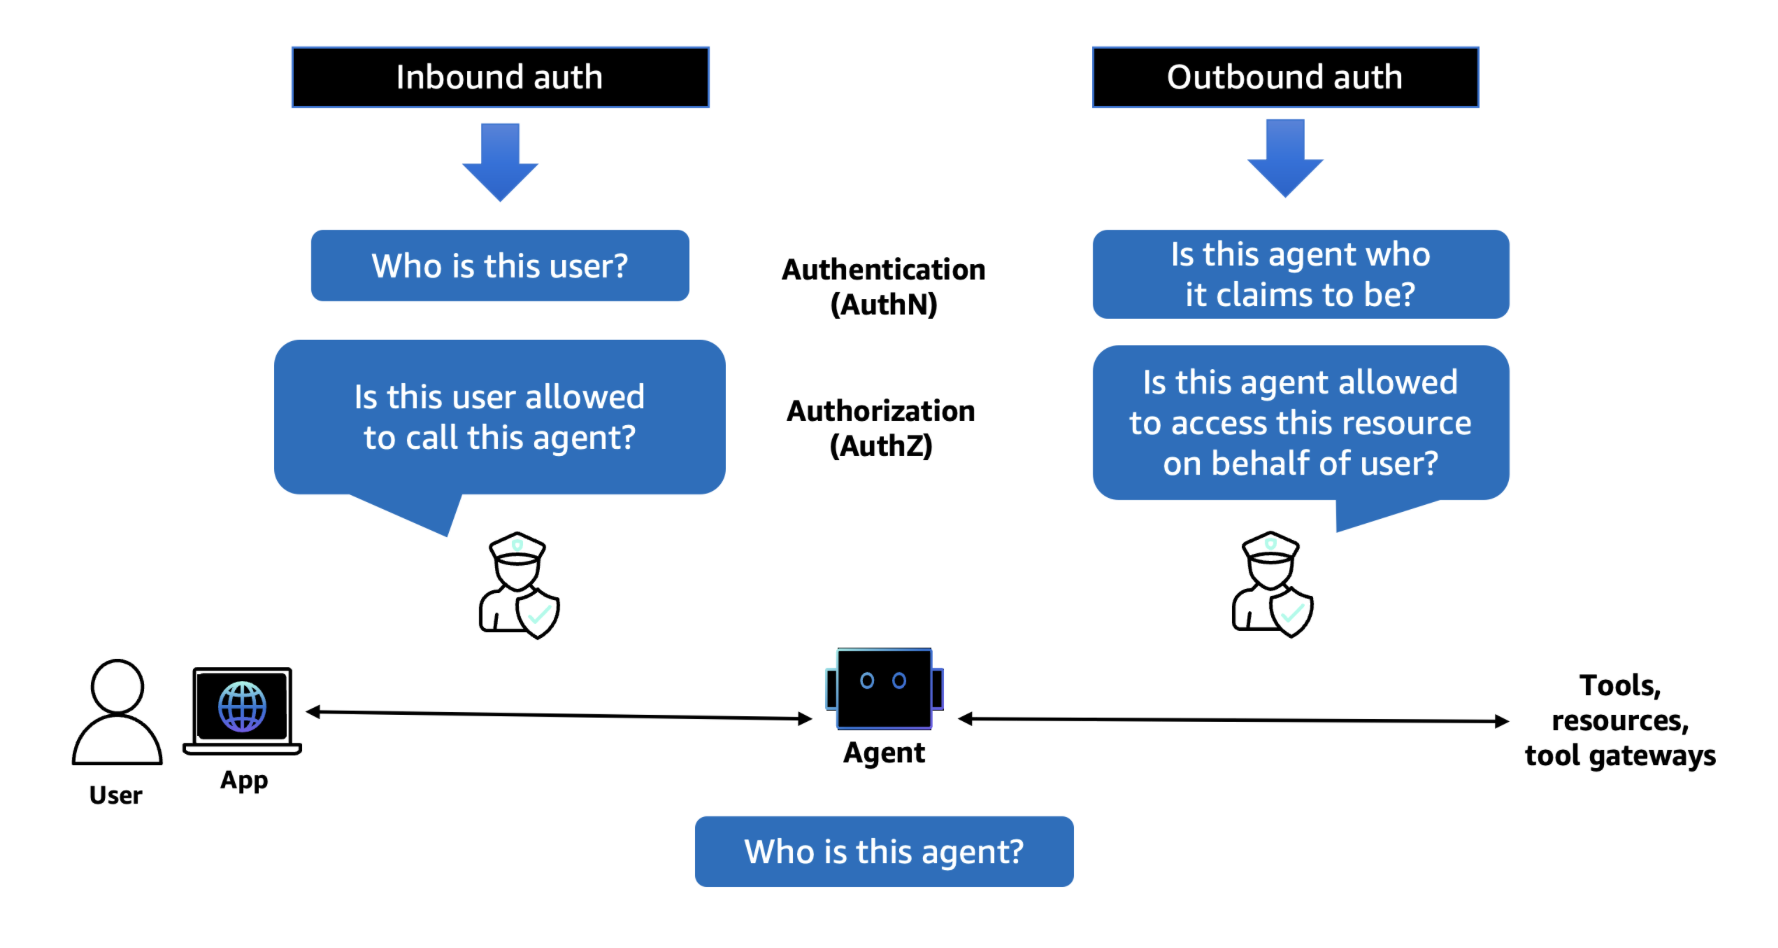 Inbound auth
Outbound auth
Who is this user?
Authentication
(AuthN)
Is this agent who
it claims to be?
Is this user allowed
to call this agent?
Authorization
(AuthZ)
Is this agent allowed
to access this resource
on behalf of user?
User
App
Agent
Tools,
resources,
tool gateways
Who is this agent?